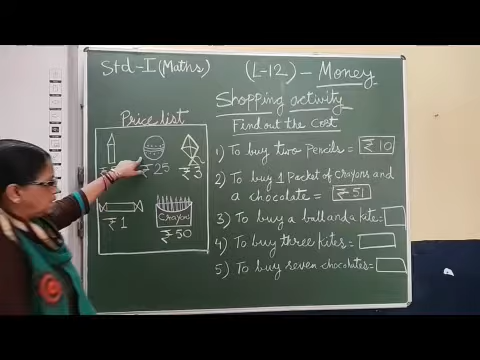 Std-I (Maths)
(L-12) - Money
Shopping activity
Find out the Cost
Price list
₹ 25
₹ 3
₹ 1
Crayons
₹ 50
1) To buy two Pencils = ₹ 10
2) To buy 1 Packet of Crayons and
a chocolate = ₹ 51
3) To buy a ball and a kite =
4) To buy three kites =
5) To buy seven chocolates =